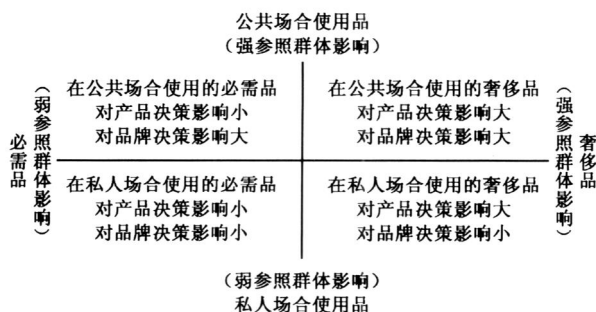 公共场合使用品
（强参照群体影响）
必需品
（弱参照群体影响）
在公共场合使用的必需品
对产品决策影响小
对品牌决策影响大
在公共场合使用的奢侈品
对产品决策影响大
对品牌决策影响大
在私人场合使用的必需品
对产品决策影响小
对品牌决策影响小
在私人场合使用的奢侈品
对产品决策影响大
对品牌决策影响小
（强参照群体影响）
奢侈品
（弱参照群体影响）
私人场合使用品